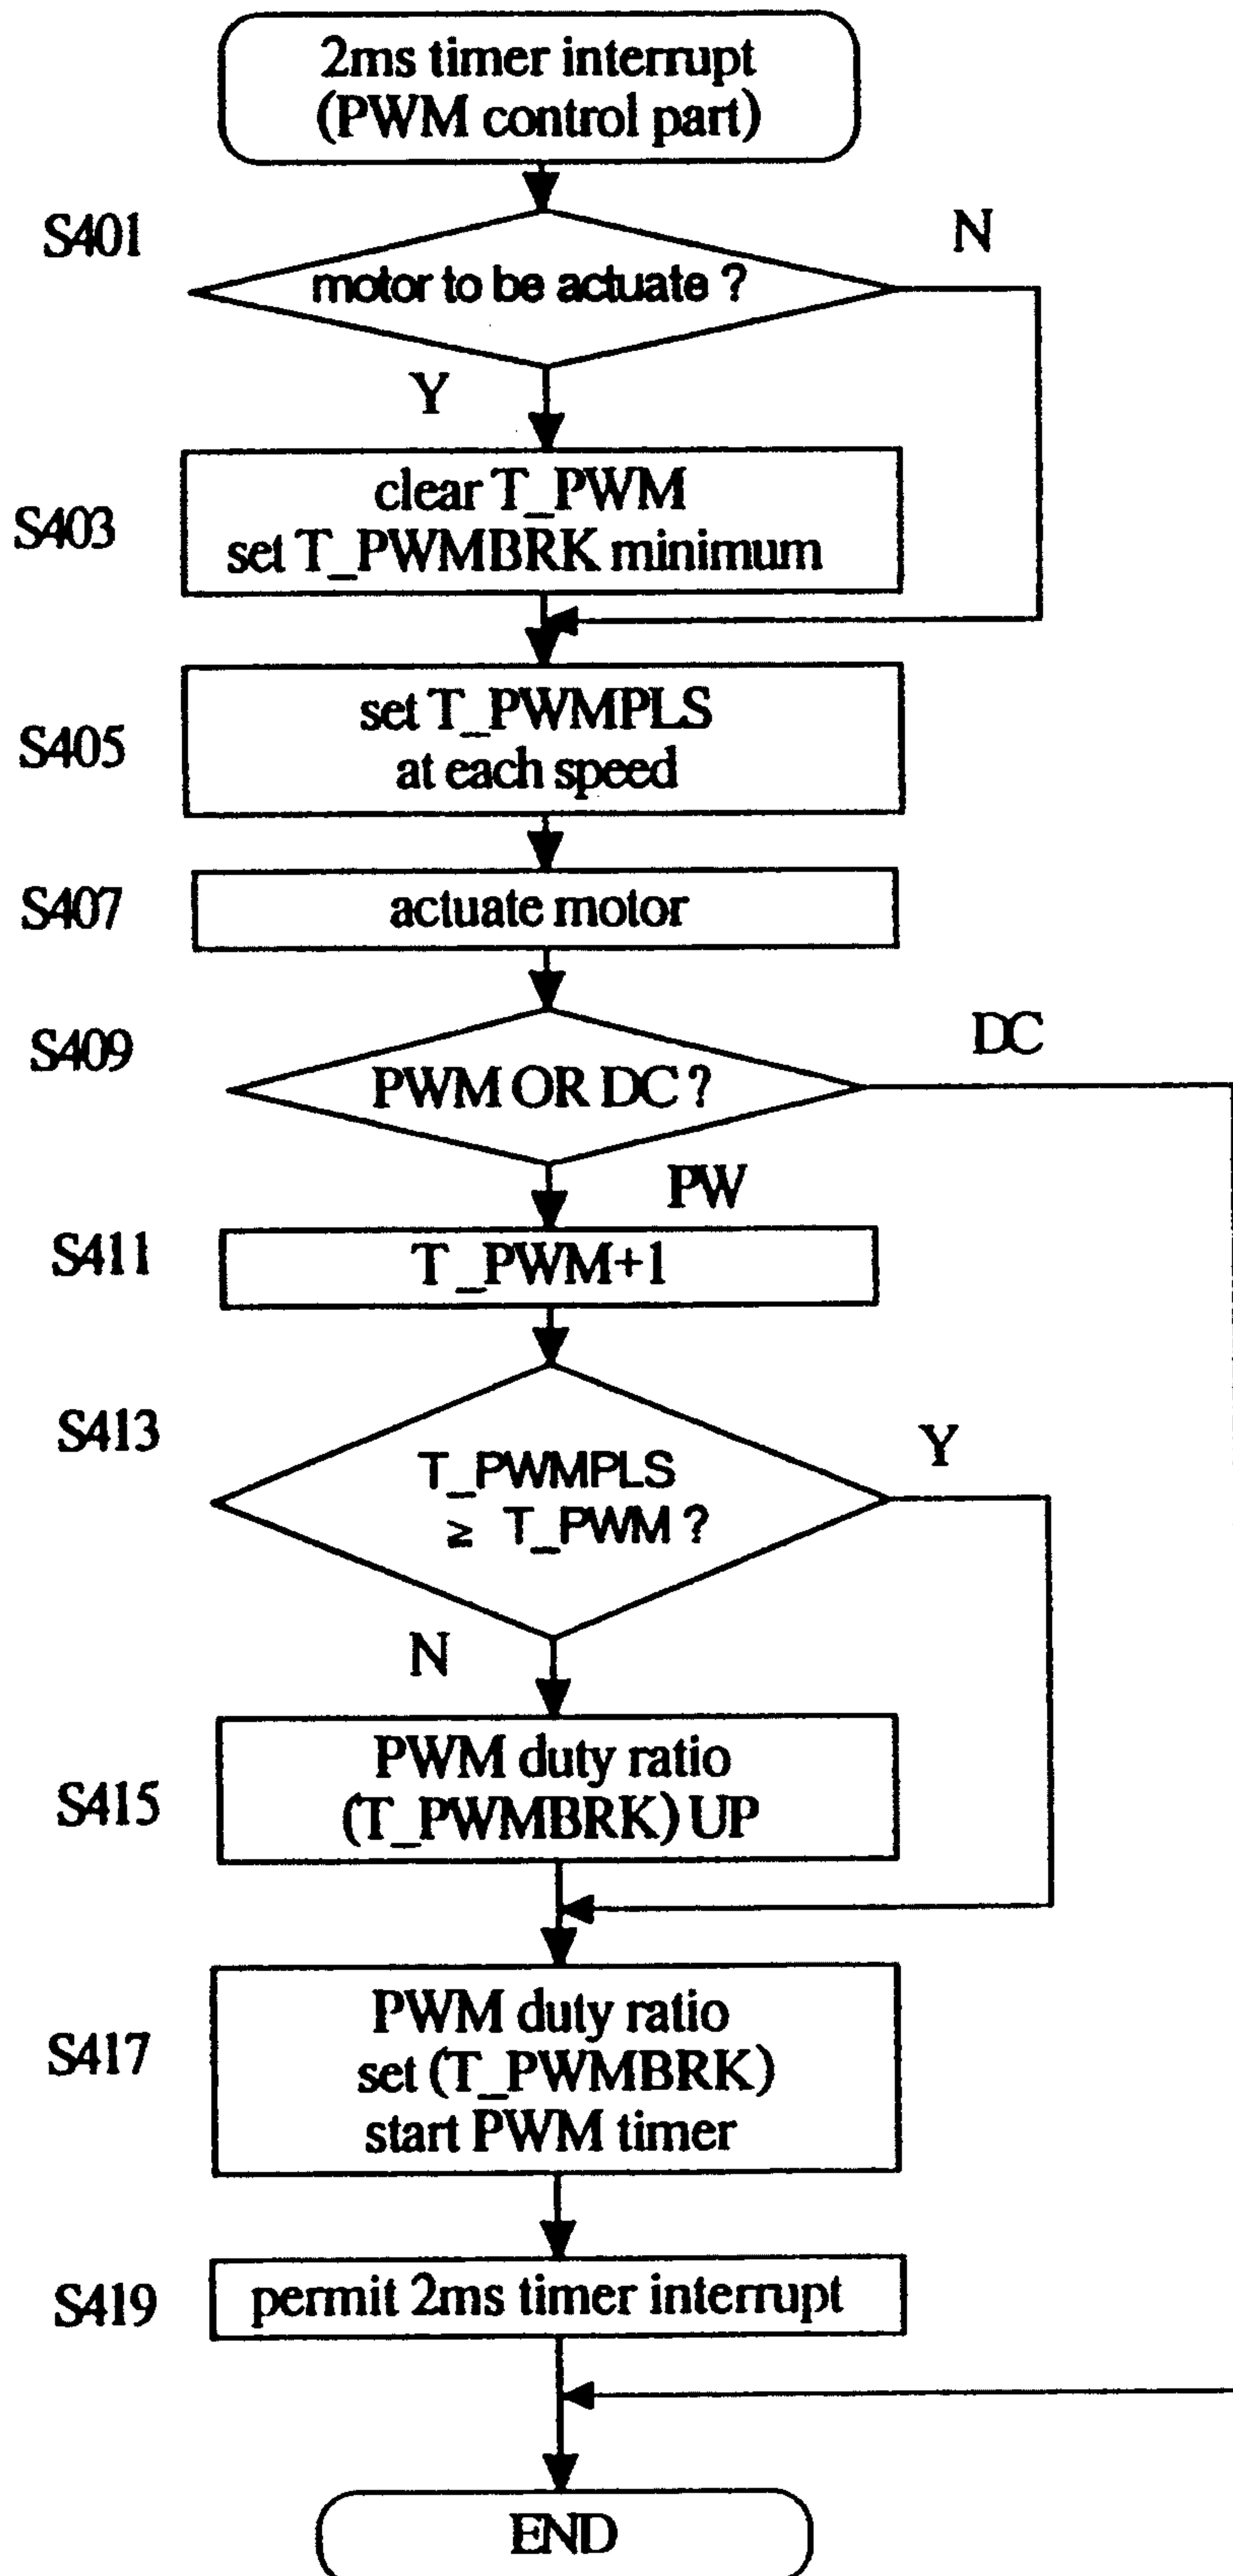 2ms timer interrupt
(PWM control part)
S401
N
motor to be actuate ?
Y
S403
clear T_PWM
set T_PWMBRK minimum
S405
set T_PWMPLS
at each speed
S407
actuate motor
S409
DC
PWM OR DC ?
PW
S411
T_PWM+1
S413
Y
T_PWMPLS
≥ T_PWM ?
N
S415
PWM duty ratio
(T_PWMBRK) UP
S417
PWM duty ratio
set (T_PWMBRK)
start PWM timer
S419
permit 2ms timer interrupt
END